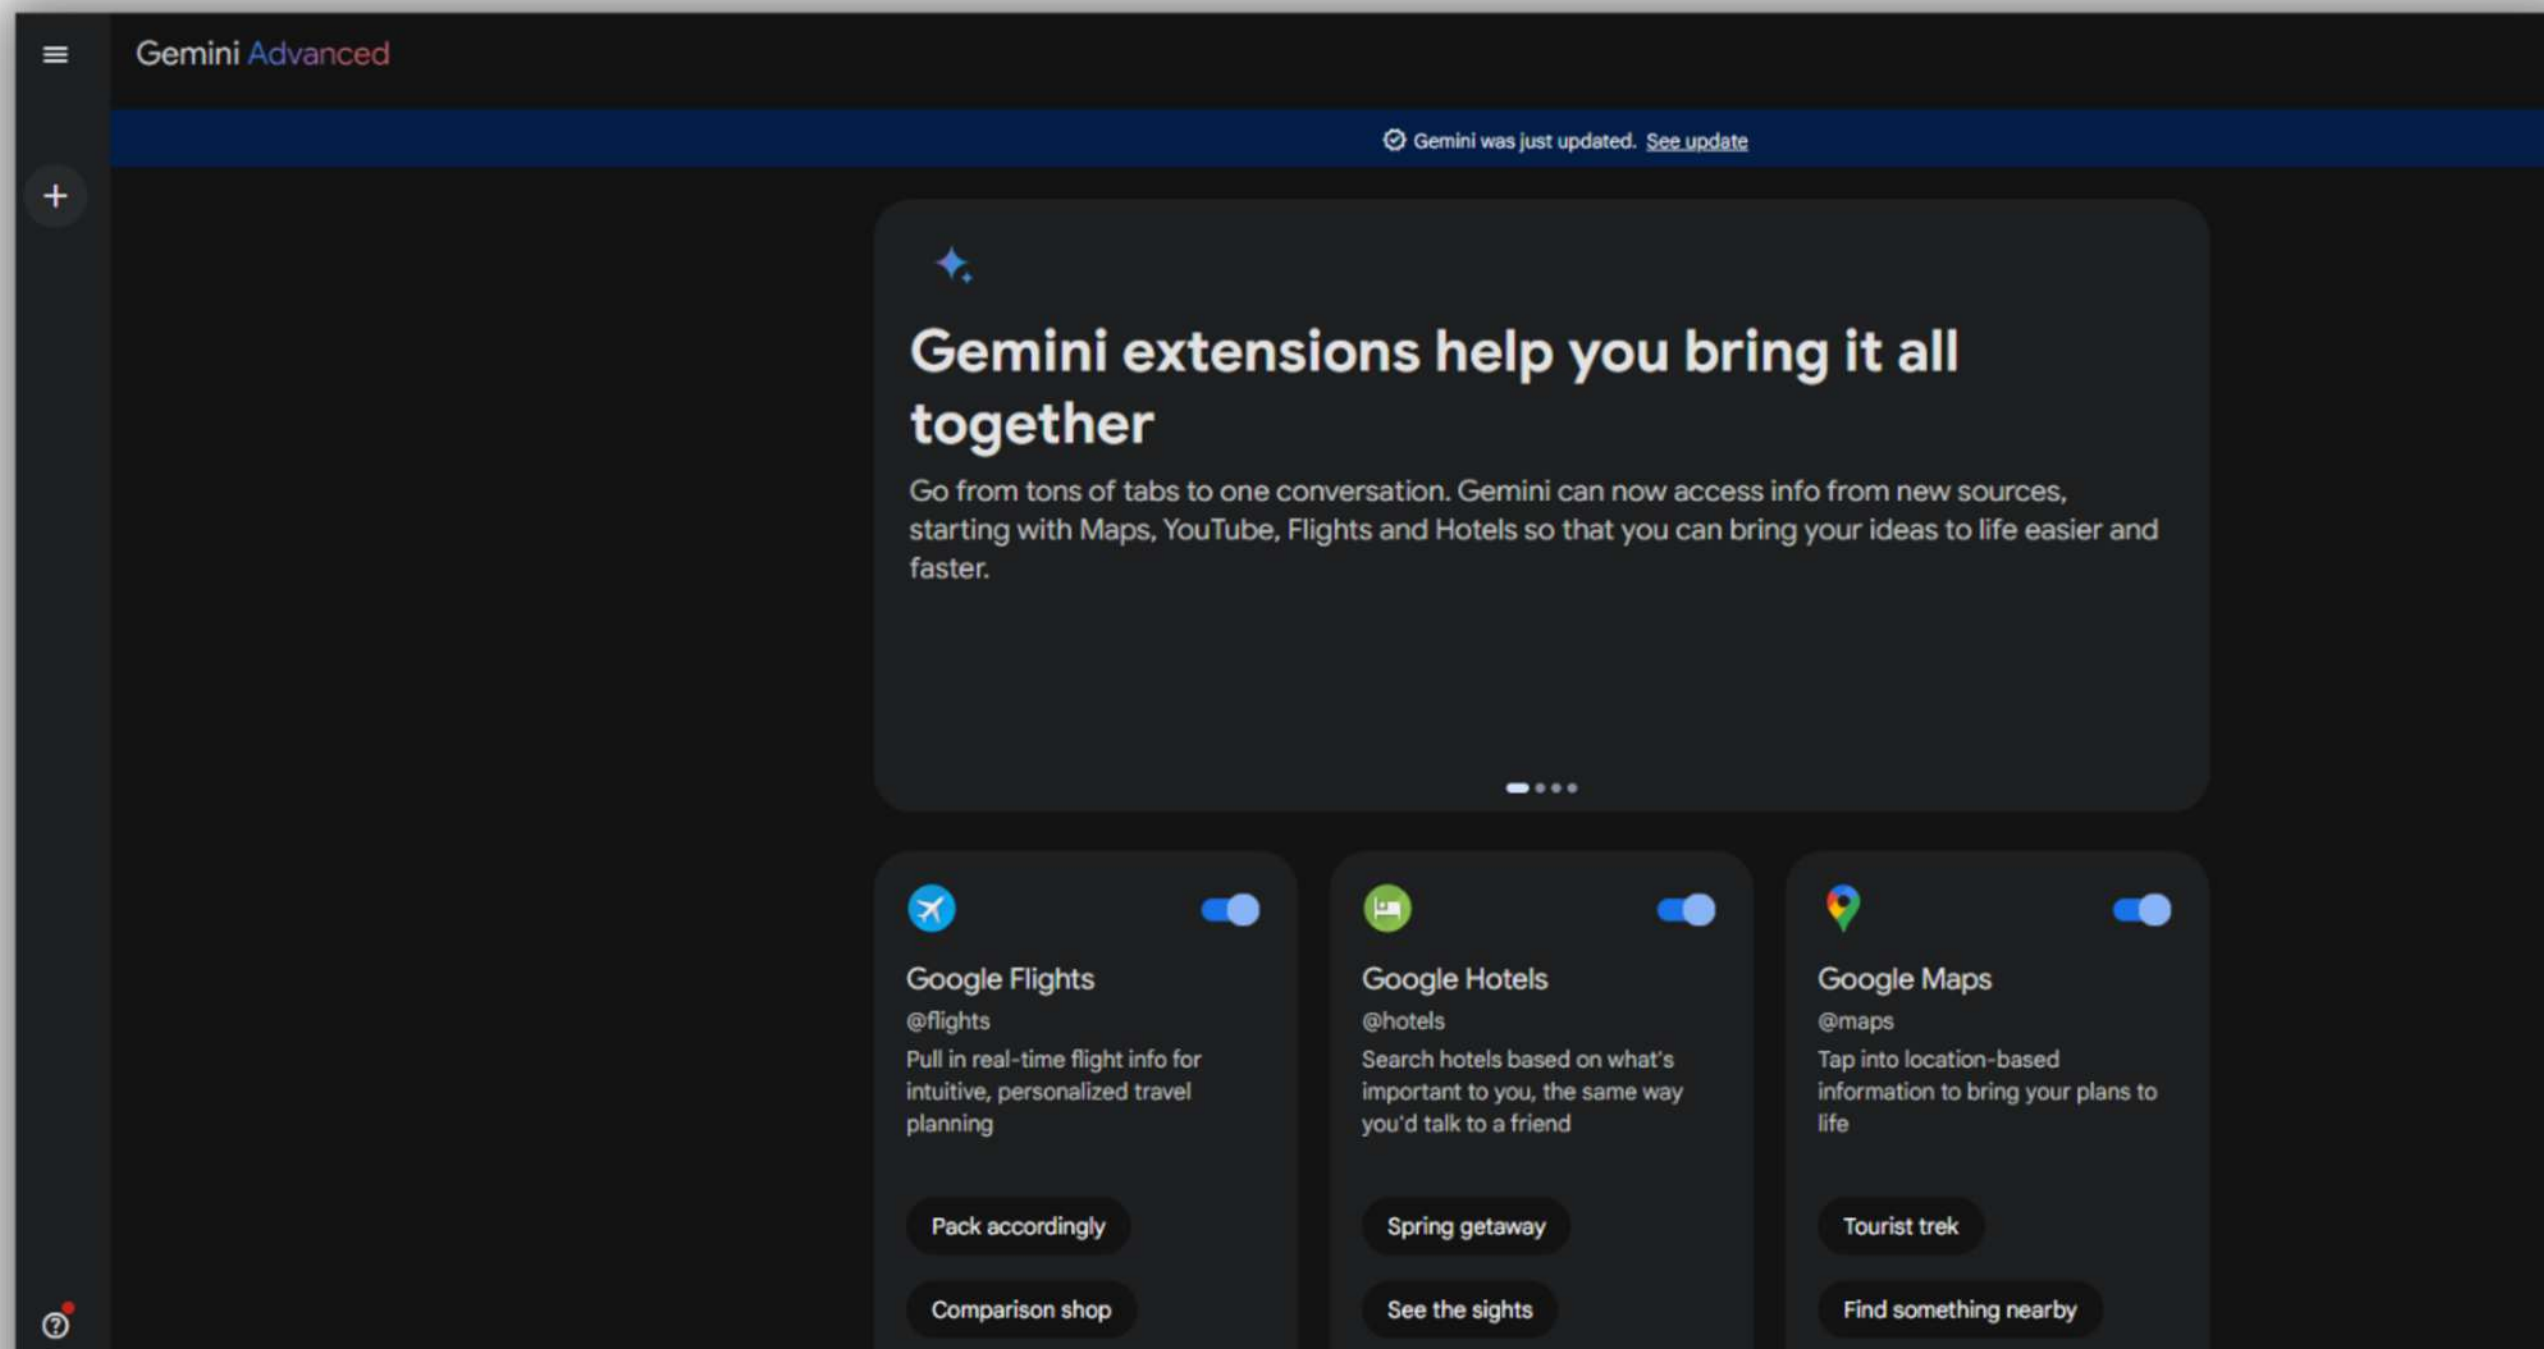 Gemini Advanced
Gemini was just updated. See update
Gemini extensions help you bring it all
together
Go from tons of tabs to one conversation. Gemini can now access info from new sources,
starting with Maps, YouTube, Flights and Hotels so that you can bring your ideas to life easier and
faster.
Google Flights
@flights
Pull in real-time flight info for
intuitive, personalized travel
planning
Pack accordingly
Comparison shop
Google Hotels
@hotels
Search hotels based on what's
important to you, the same way
you'd talk to a friend
Spring getaway
See the sights
Google Maps
@maps
Tap into location-based
information to bring your plans to
life
Tourist trek
Find something nearby